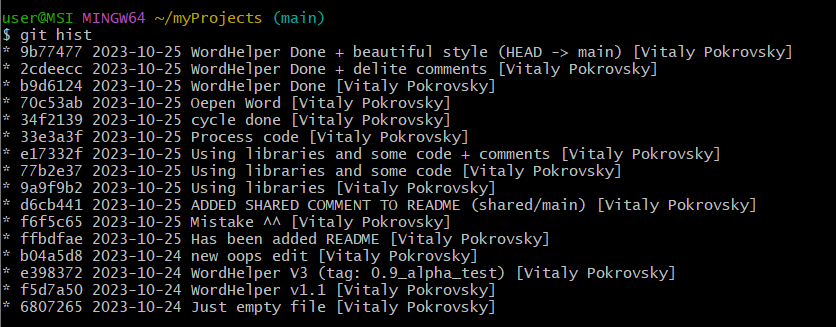 user@MSI MINGW64 ~/myProjects (main)
$ git hist
* 9b77477 2023-10-25 WordHelper Done + beautiful style (HEAD -> main) [Vitaly Pokrovsky]
* 2cdeecc 2023-10-25 WordHelper Done + delite comments [Vitaly Pokrovsky]
* b9d6124 2023-10-25 WordHelper Done [Vitaly Pokrovsky]
* 70c53ab 2023-10-25 Oepen Word [Vitaly Pokrovsky]
* 34f2139 2023-10-25 cycle done [Vitaly Pokrovsky]
* 33e3a3f 2023-10-25 Process code [Vitaly Pokrovsky]
* e17332f 2023-10-25 Using libraries and some code + comments [Vitaly Pokrovsky]
* 77b2e37 2023-10-25 Using libraries and some code [Vitaly Pokrovsky]
* 9a9f9b2 2023-10-25 Using libraries [Vitaly Pokrovsky]
* d6cb441 2023-10-25 ADDED SHARED COMMENT TO README (shared/main) [Vitaly Pokrovsky]
* f6f5c65 2023-10-25 Mistake ^^ [Vitaly Pokrovsky]
* ffbdfae 2023-10-25 Has been added README [Vitaly Pokrovsky]
* b04a5d8 2023-10-24 new oops edit [Vitaly Pokrovsky]
* e398372 2023-10-24 WordHelper V3 (tag: 0.9_alpha_test) [Vitaly Pokrovsky]
* f5d7a50 2023-10-24 WordHelper v1.1 [Vitaly Pokrovsky]
* 6807265 2023-10-24 Just empty file [Vitaly Pokrovsky]